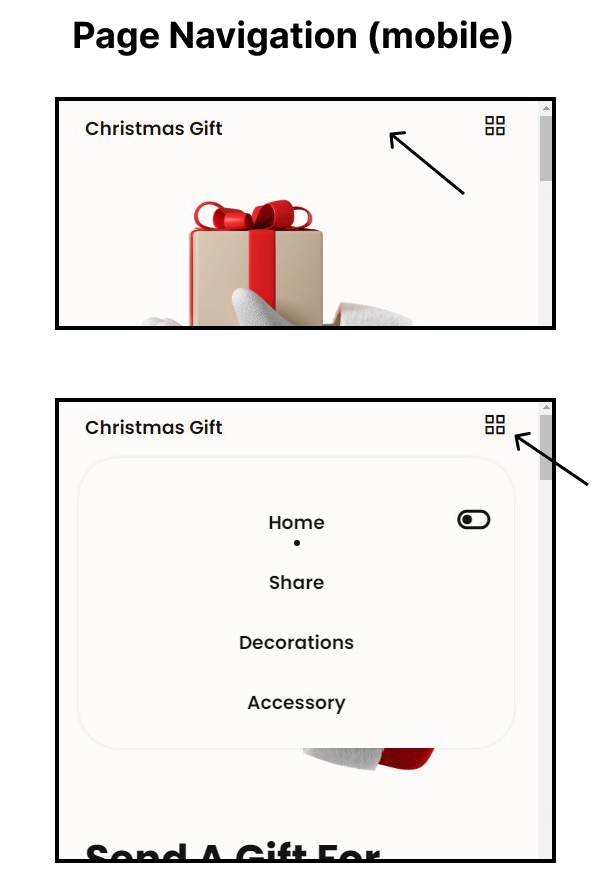 Page Navigation (mobile)
Christmas Gift
Christmas Gift
Home
Share
Decorations
Accessory
Send A Gift For